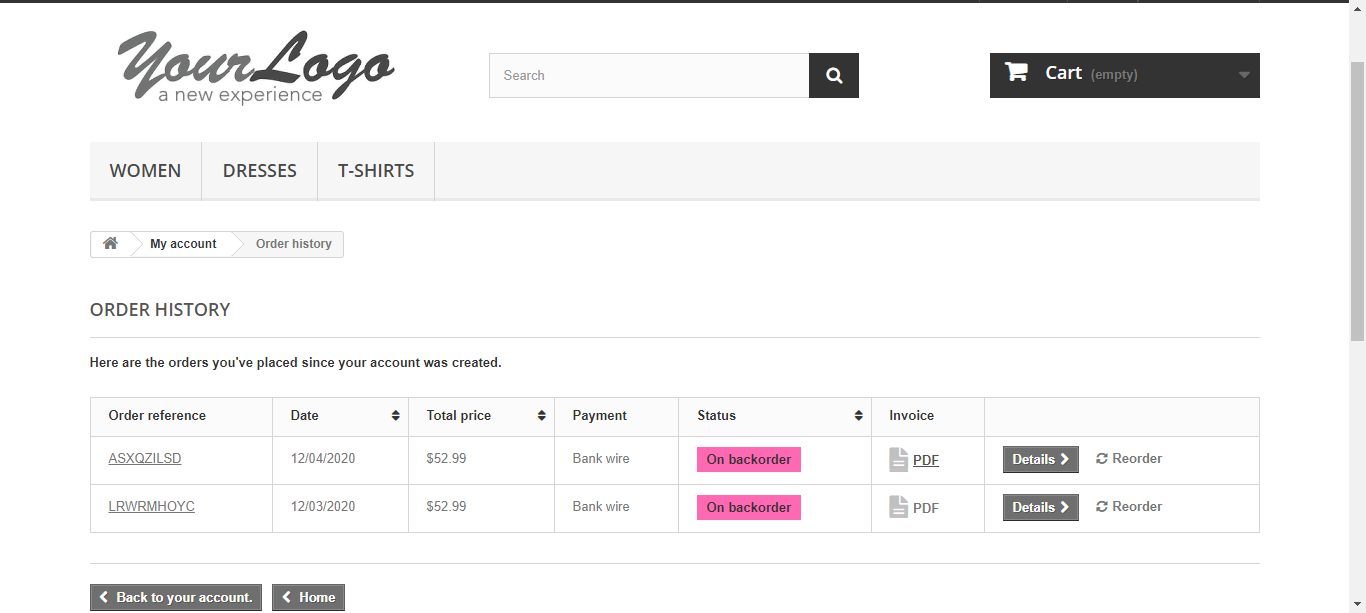 YourLogo
a new experience
Search
Cart (empty)
WOMEN DRESSES T-SHIRTS
My account Order history
ORDER HISTORY
Here are the orders you've placed since your account was created.
Order reference Date Total price Payment Status Invoice
ASXQZILSD 12/04/2020 $52.99 Bank wire On backorder PDF Details Reorder
LRWRMHOYC 12/03/2020 $52.99 Bank wire On backorder PDF Details Reorder
Back to your account. Home